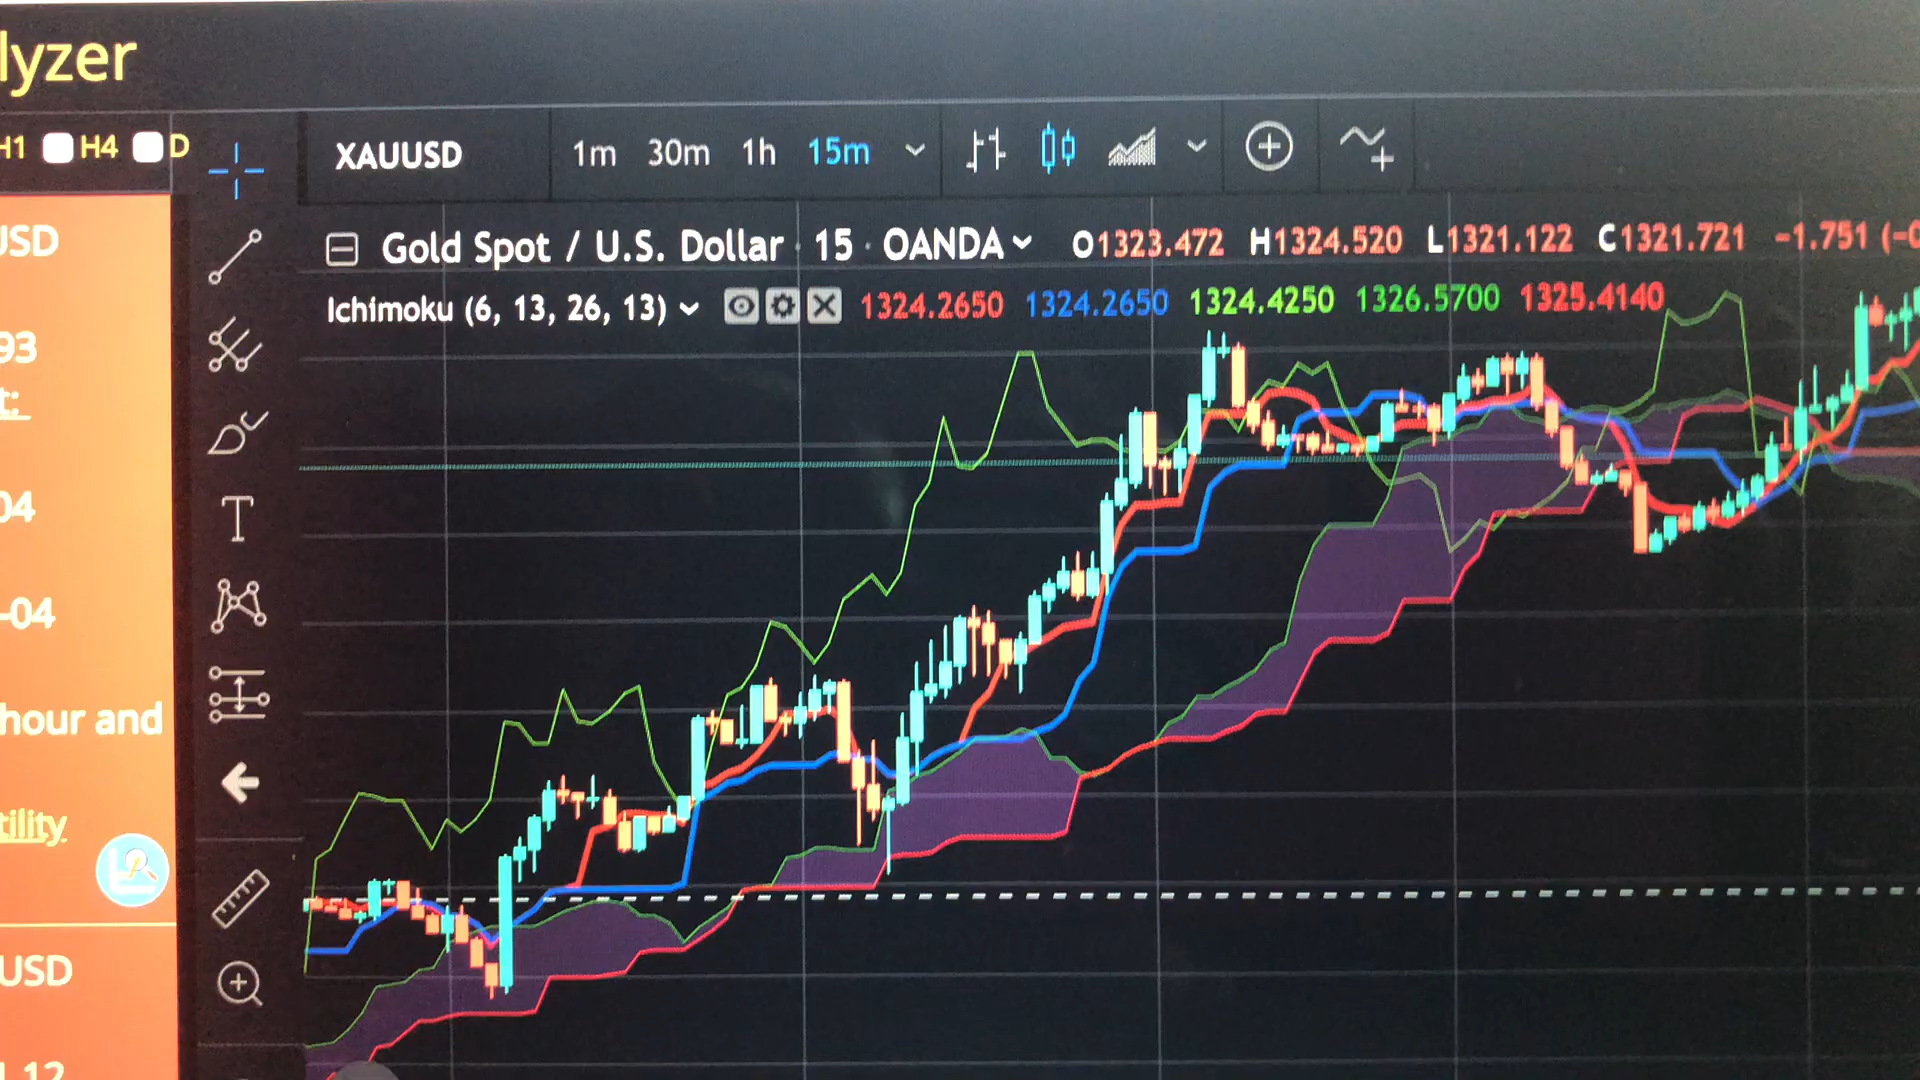 lyzer
H1 H4 D
XAUUSD 1m 30m 1h 15m
USD
Gold Spot / U.S. Dollar · 15 · OANDA O1323.472 H1324.520 L1321.122 C1321.721 −1.751 (−0
Ichimoku (6, 13, 26, 13) 1324.2650 1324.2650 1324.4250 1326.5700 1325.4140
93
t:
04
-04
hour and
tility
USD
12